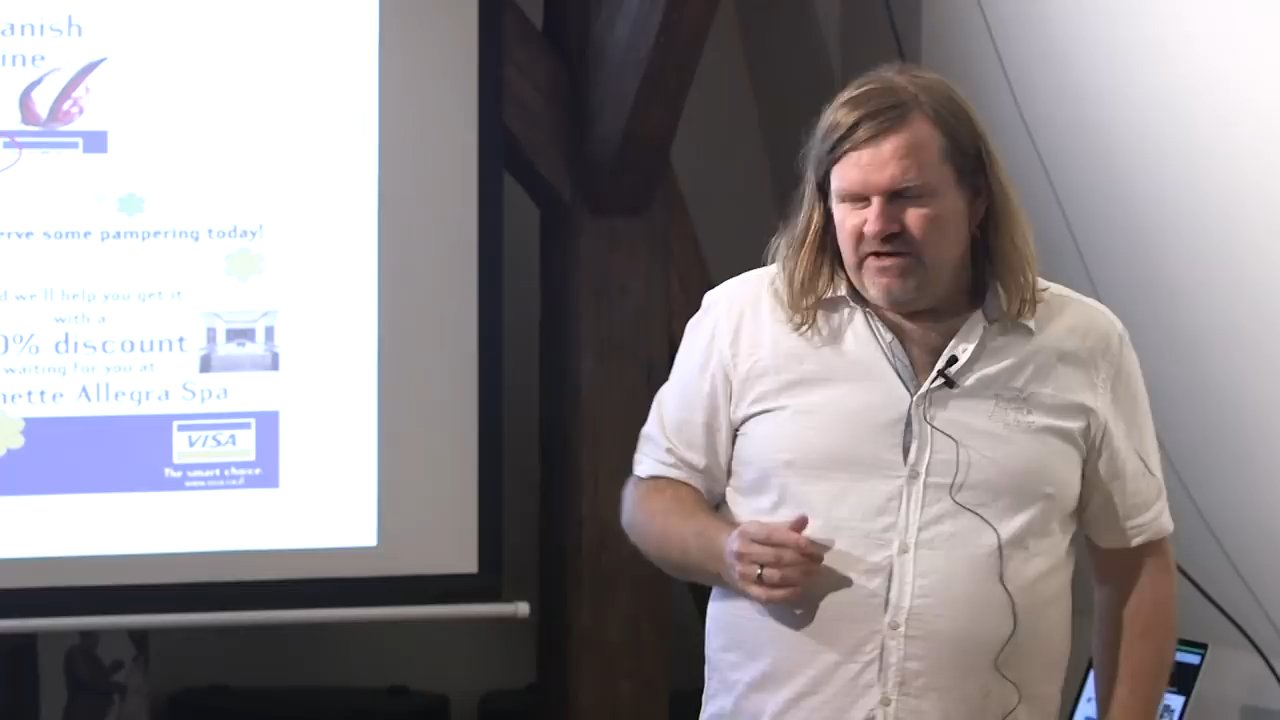 anish
ine
erve some pampering today!
d we'll help you get it
with a
0% discount
waiting for you at
nette Allegra Spa
VISA
The smart choice.